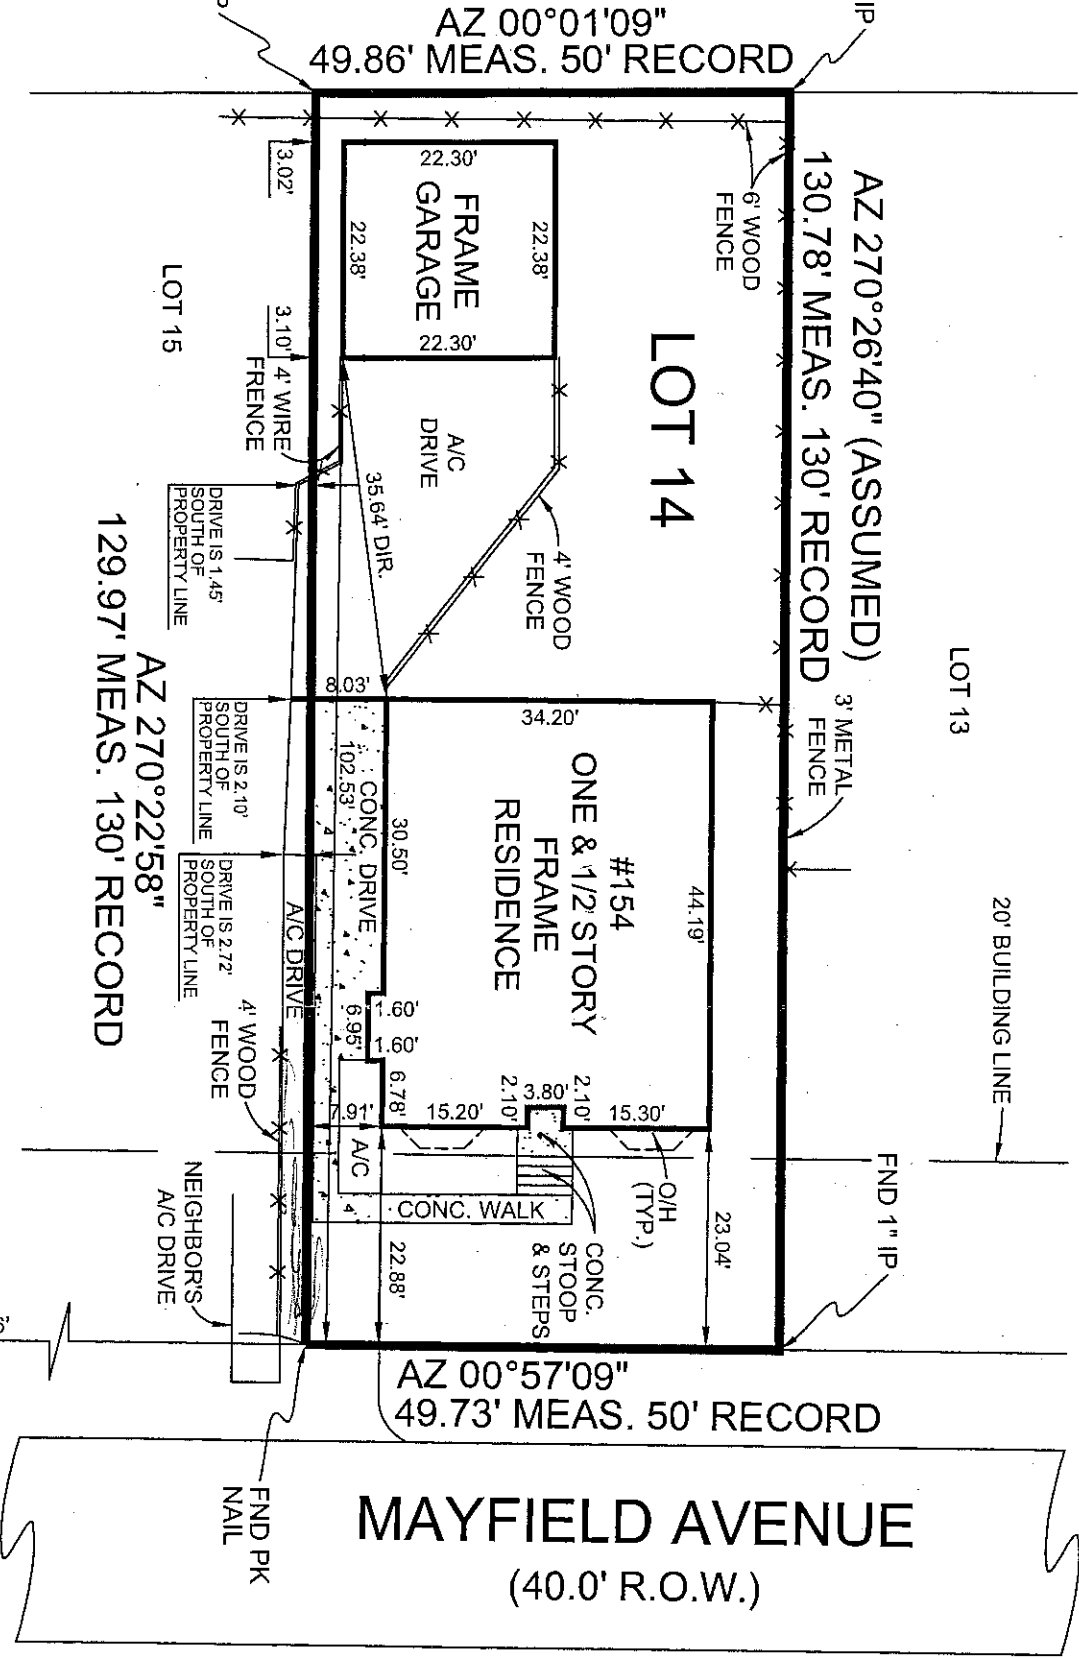 AZ 00°01'09"
49.86' MEAS. 50' RECORD
IP
AZ 270°26'40" (ASSUMED)
130.78' MEAS. 130' RECORD
6' WOOD
FENCE
22.30'
FRAME
GARAGE
22.38'
22.38'
22.30'
3.02'
3.10'
LOT 15
LOT 14
LOT 13
4' WIRE
FRENCE
A/C
DRIVE
35.64' DIR.
4' WOOD
FENCE
DRIVE IS 1.45'
SOUTH OF
PROPERTY LINE
AZ 270°22'58"
129.97' MEAS. 130' RECORD
8.03'
34.20'
3' METAL
FENCE
DRIVE IS 2.10'
SOUTH OF
PROPERTY LINE
102.53'
CONC. DRIVE
30.50'
#154
ONE & 1/2 STORY
FRAME
RESIDENCE
44.19'
DRIVE IS 2.72'
SOUTH OF
PROPERTY LINE
A/C DRIVE
20' BUILDING LINE
1.60'
6.95'
1.60'
6.78'
4' WOOD
FENCE
7.91'
15.20'
2.10'
3.80'
2.10'
15.30'
A/C
O/H
(TYP.)
FND 1" IP
NEIGHBOR'S
A/C DRIVE
CONC. WALK
CONC.
STOOP
& STEPS
23.04'
22.88'
AZ 00°57'09"
49.73' MEAS. 50' RECORD
FND PK
NAIL
MAYFIELD AVENUE
(40.0' R.O.W.)